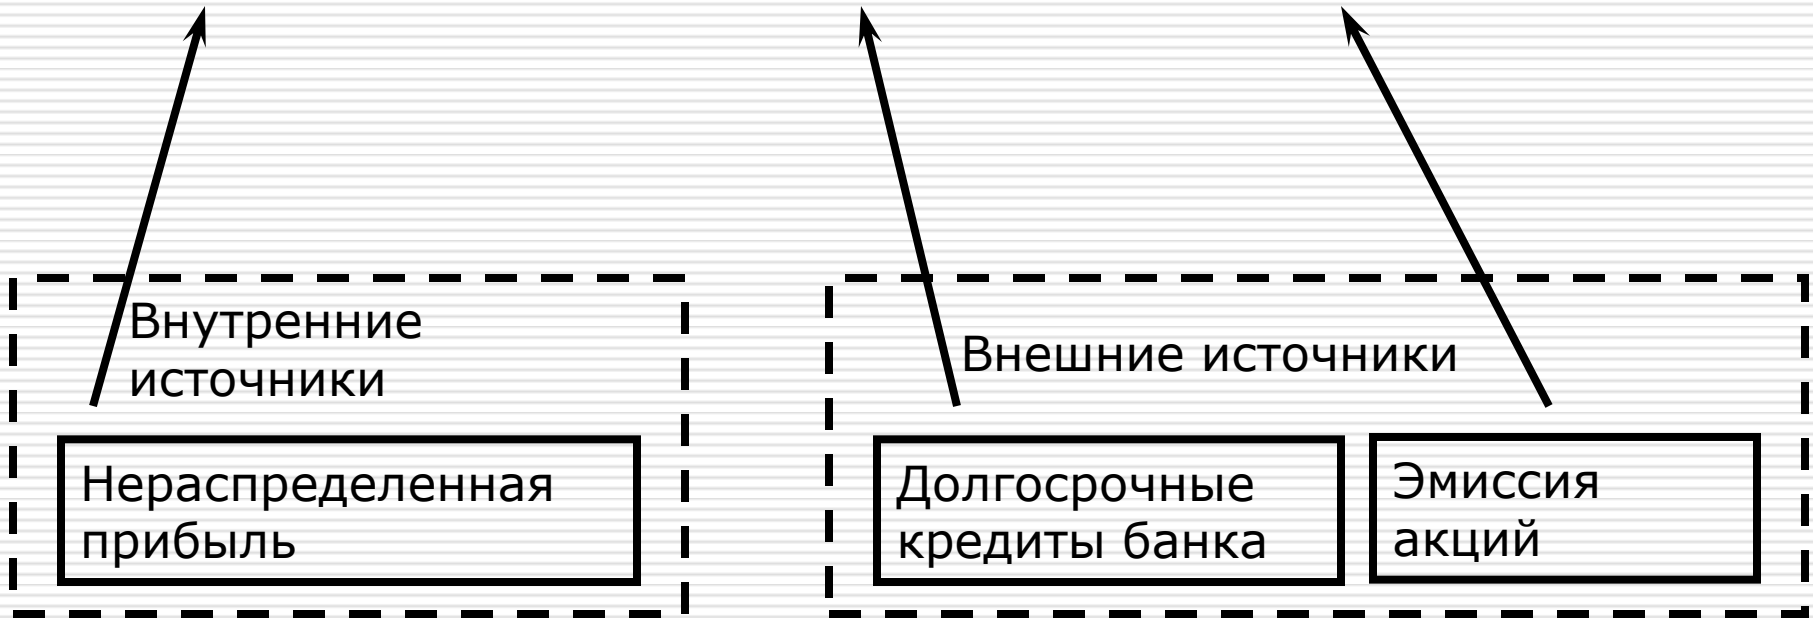 Внутренние
источники
Нераспределенная
прибыль
Внешние источники
Долгосрочные
кредиты банка
Эмиссия
акций